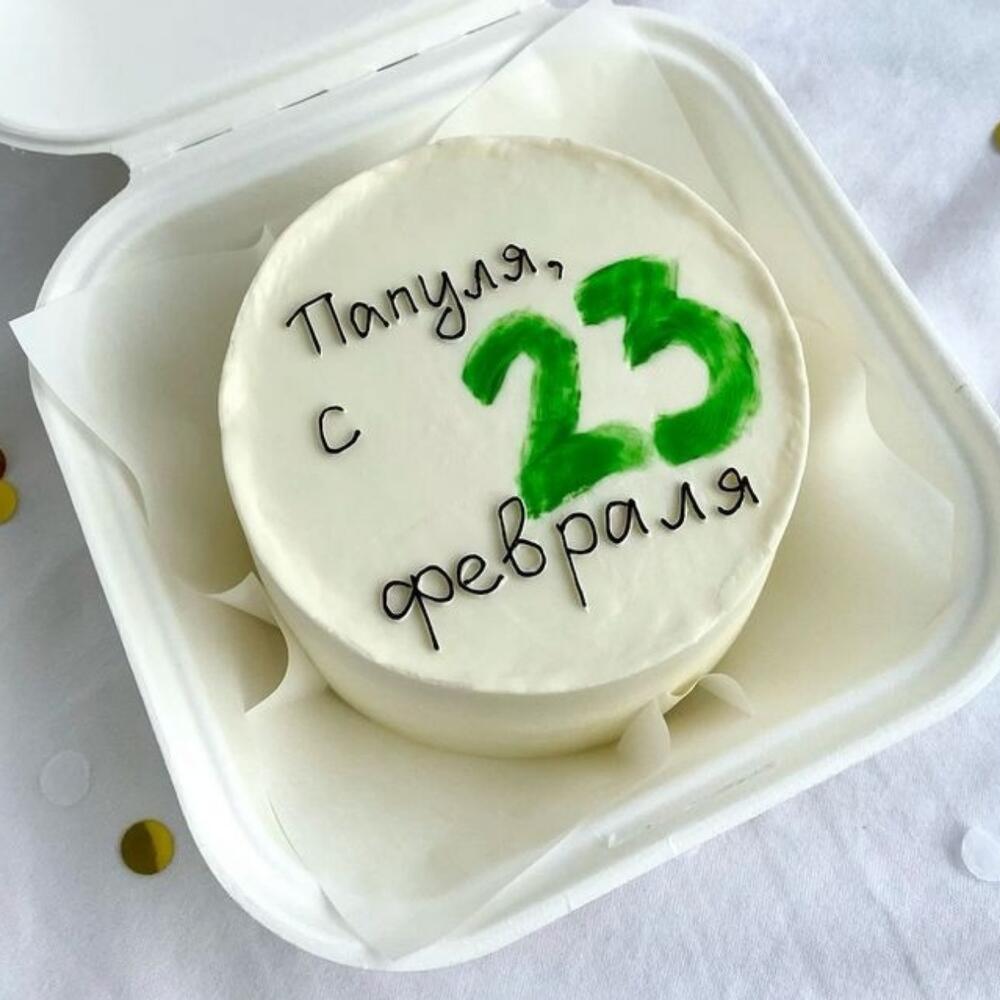 Папуля,
с 23
февраля